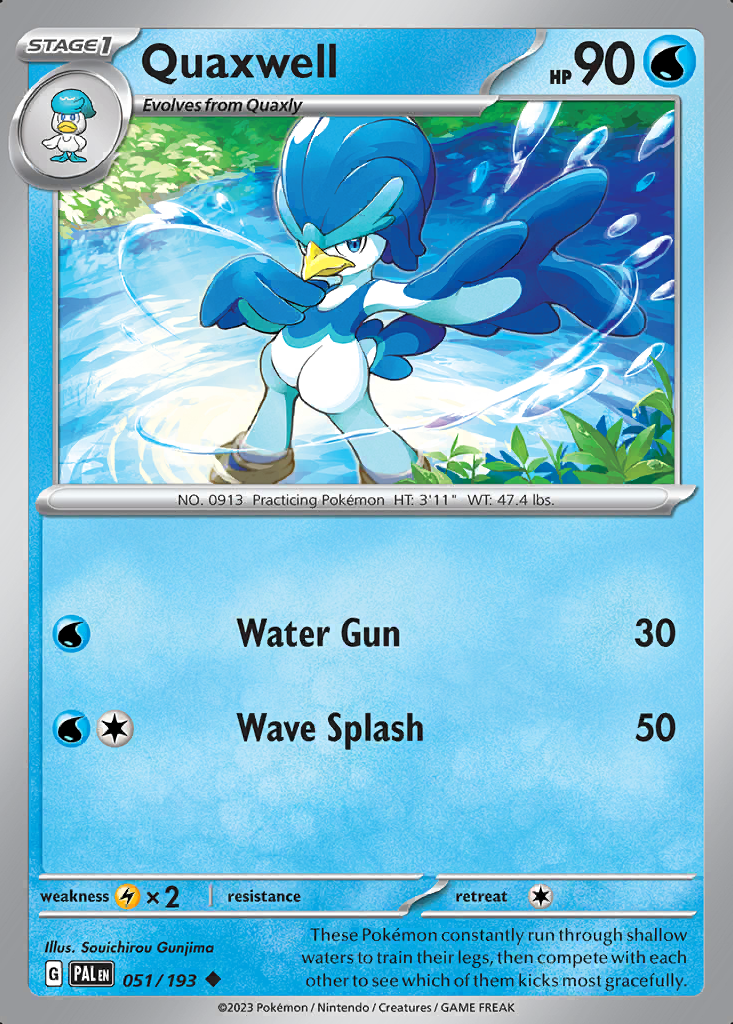 STAGE1
Quaxwell
HP 90
Evolves from Quaxly
NO. 0913 Practicing Pokémon HT: 3'11" WT: 47.4 lbs.
Water Gun 30
Wave Splash 50
weakness ×2 resistance retreat
Illus. Souichirou Gunjima
These Pokémon constantly run through shallow
waters to train their legs, then compete with each
other to see which of them kicks most gracefully.
G PAL EN 051/193
©2023 Pokémon / Nintendo / Creatures / GAME FREAK